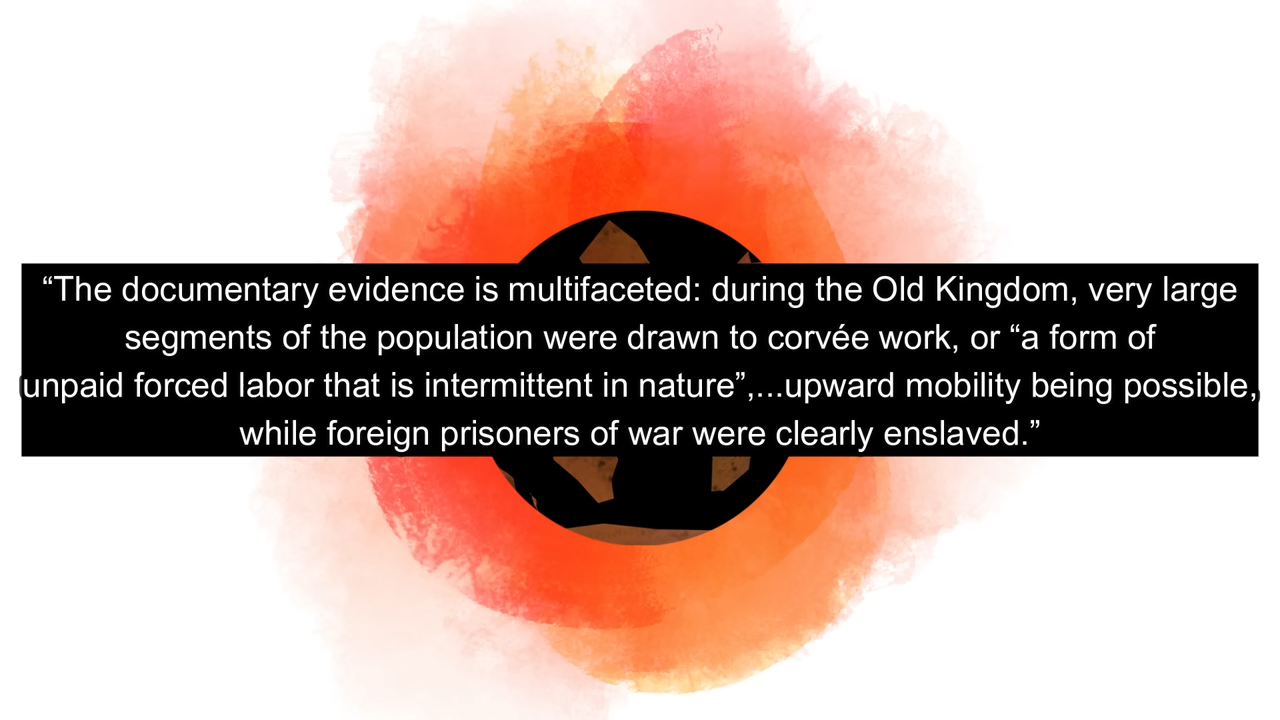 “The documentary evidence is multifaceted: during the Old Kingdom, very large
segments of the population were drawn to corvée work, or “a form of
unpaid forced labor that is intermittent in nature”,...upward mobility being possible,
while foreign prisoners of war were clearly enslaved.”